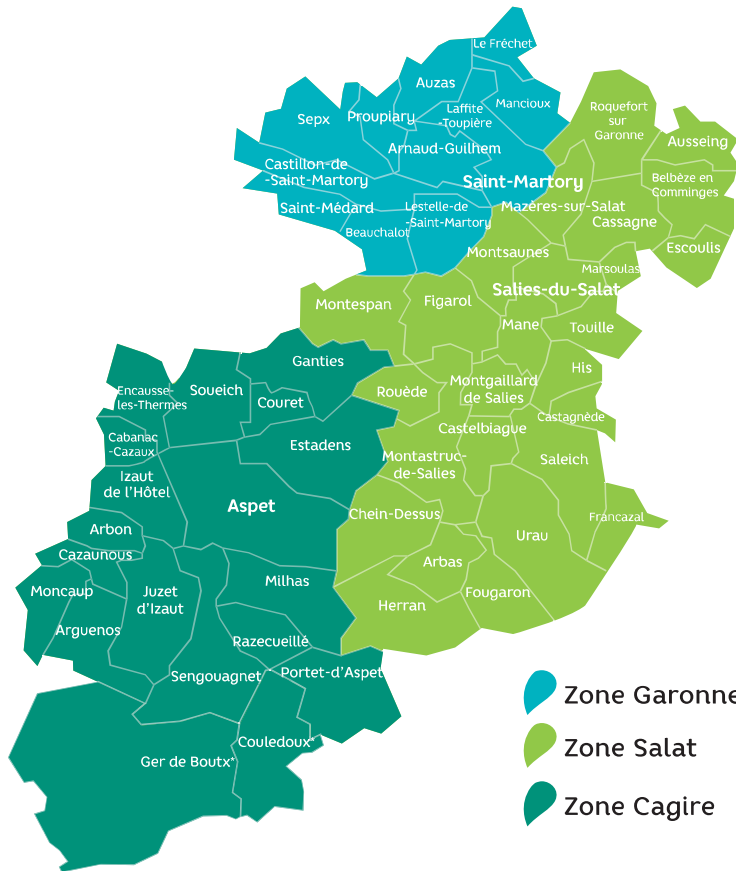 Le Fréchet
Auzas
Mancioux
Laffite
-Toupière
Proupiary
Sepx
Roquefort
sur
Garonne
Ausseing
Arnaud-Guilhem
Castillon-de-
-Saint-Martory
Saint-Martory
Belbèze en
Comminges
Saint-Médard
Lestelle-de-
-Saint-Martory
Mazères-sur-Salat
Cassagne
Beauchalot
Escoulis
Montsaunes
Marsoulas
Salies-du-Salat
Montespan
Figarol
Mane
Touille
Ganties
His
Encausse-
les-Thermes
Soueich
Couret
Rouède
Montgaillard
de Salies
Castagnède
Cabanac
-Cazaux
Estadens
Castelbiague
Saleich
Montastruc-
de-Salies
Izaut
de l'Hôtel
Aspet
Chein-Dessus
Francazal
Arbon
Urau
Cazaunous
Arbas
Moncaup
Juzet
d'Izaut
Milhas
Fougaron
Herran
Arguenos
Razecueillé
Sengouagnet
Portet-d'Aspet
Couledoux*
Ger de Boutx*
Zone Garonne
Zone Salat
Zone Cagire